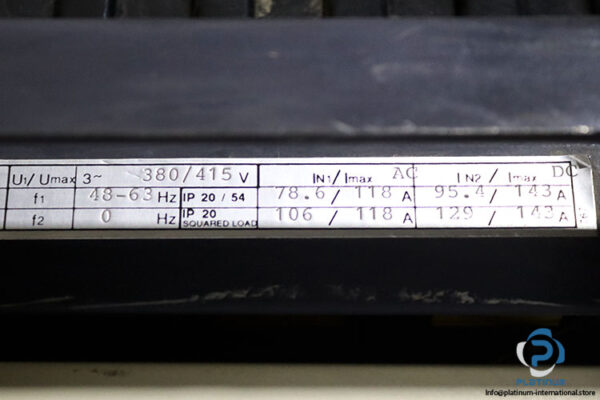 U1/ Umax 3~ 380/415 V IN1/ Imax AC IN2 / Imax DC
f1 48-63 Hz IP 20 / 54 78.6/ 118 A 95.4/ 143 A
f2 0 Hz IP 20 SQUARED LOAD 106 / 118 A 129 / 143 A
PLATINUM
Info@platinum-international.store